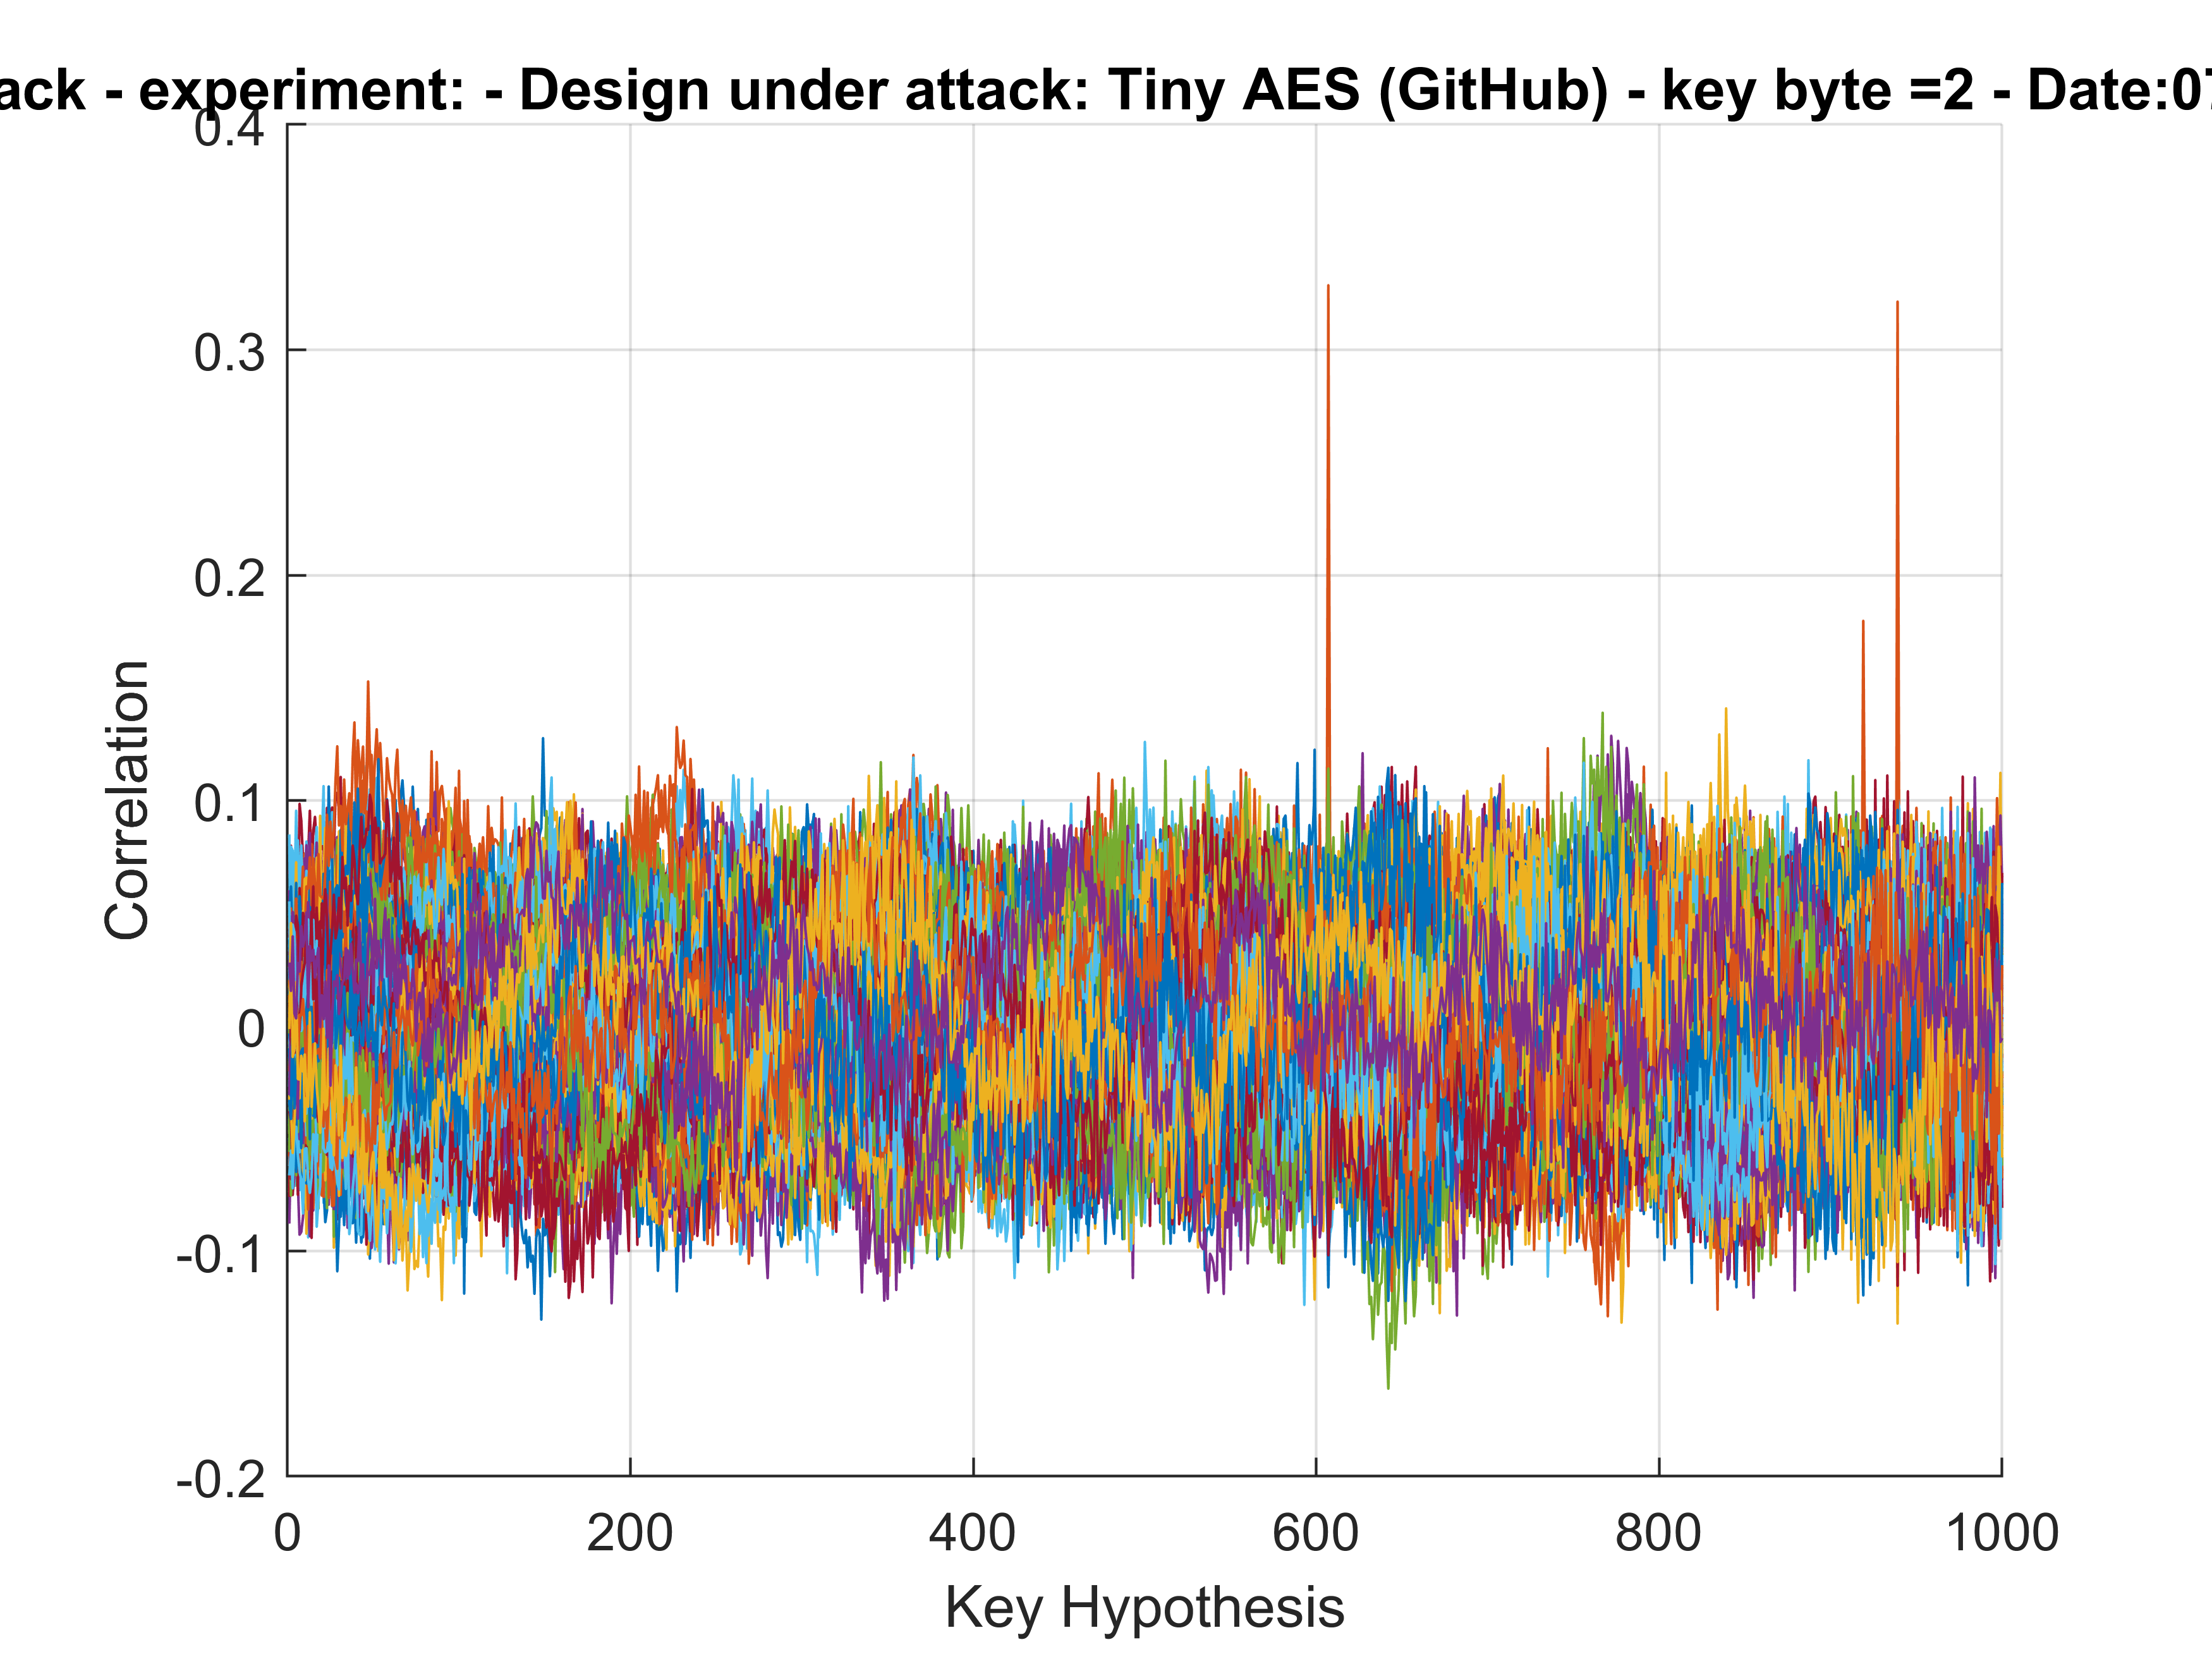 ack - experiment: - Design under attack: Tiny AES (GitHub) - key byte =2 - Date:07
0.4
0.3
0.2
0.1
0
-0.1
-0.2
Correlation
0 200 400 600 800 1000
Key Hypothesis